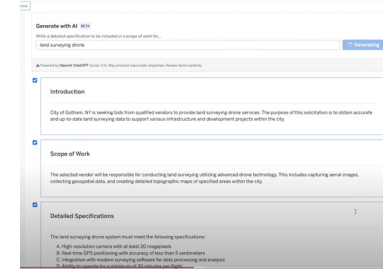 Generate with AI BETA
Write a detailed specification to be included in a scope of work for...
land surveying drone
Generating
Powered by OpenAI ChatGPT May produce inaccurate responses. Review items carefully.
Introduction
City of Gotham, NY is seeking bids from qualified vendors to provide land surveying drone services. The purpose of this solicitation is to obtain accurate
and up-to-date land surveying data to support various infrastructure and development projects within the city.
Scope of Work
The selected vendor will be responsible for conducting land surveying utilizing advanced drone technology. This includes capturing aerial images,
collecting geospatial data, and creating detailed topographic maps of specified areas within the city.
Detailed Specifications
The land surveying drone system must meet the following specifications:
A. High-resolution camera with at least 20 megapixels
B. Real-time GPS positioning with accuracy of less than 5 centimeters
C. Integration with modern surveying software for data processing and analysis
D. Ability to operate for a minimum of 30 minutes per flight